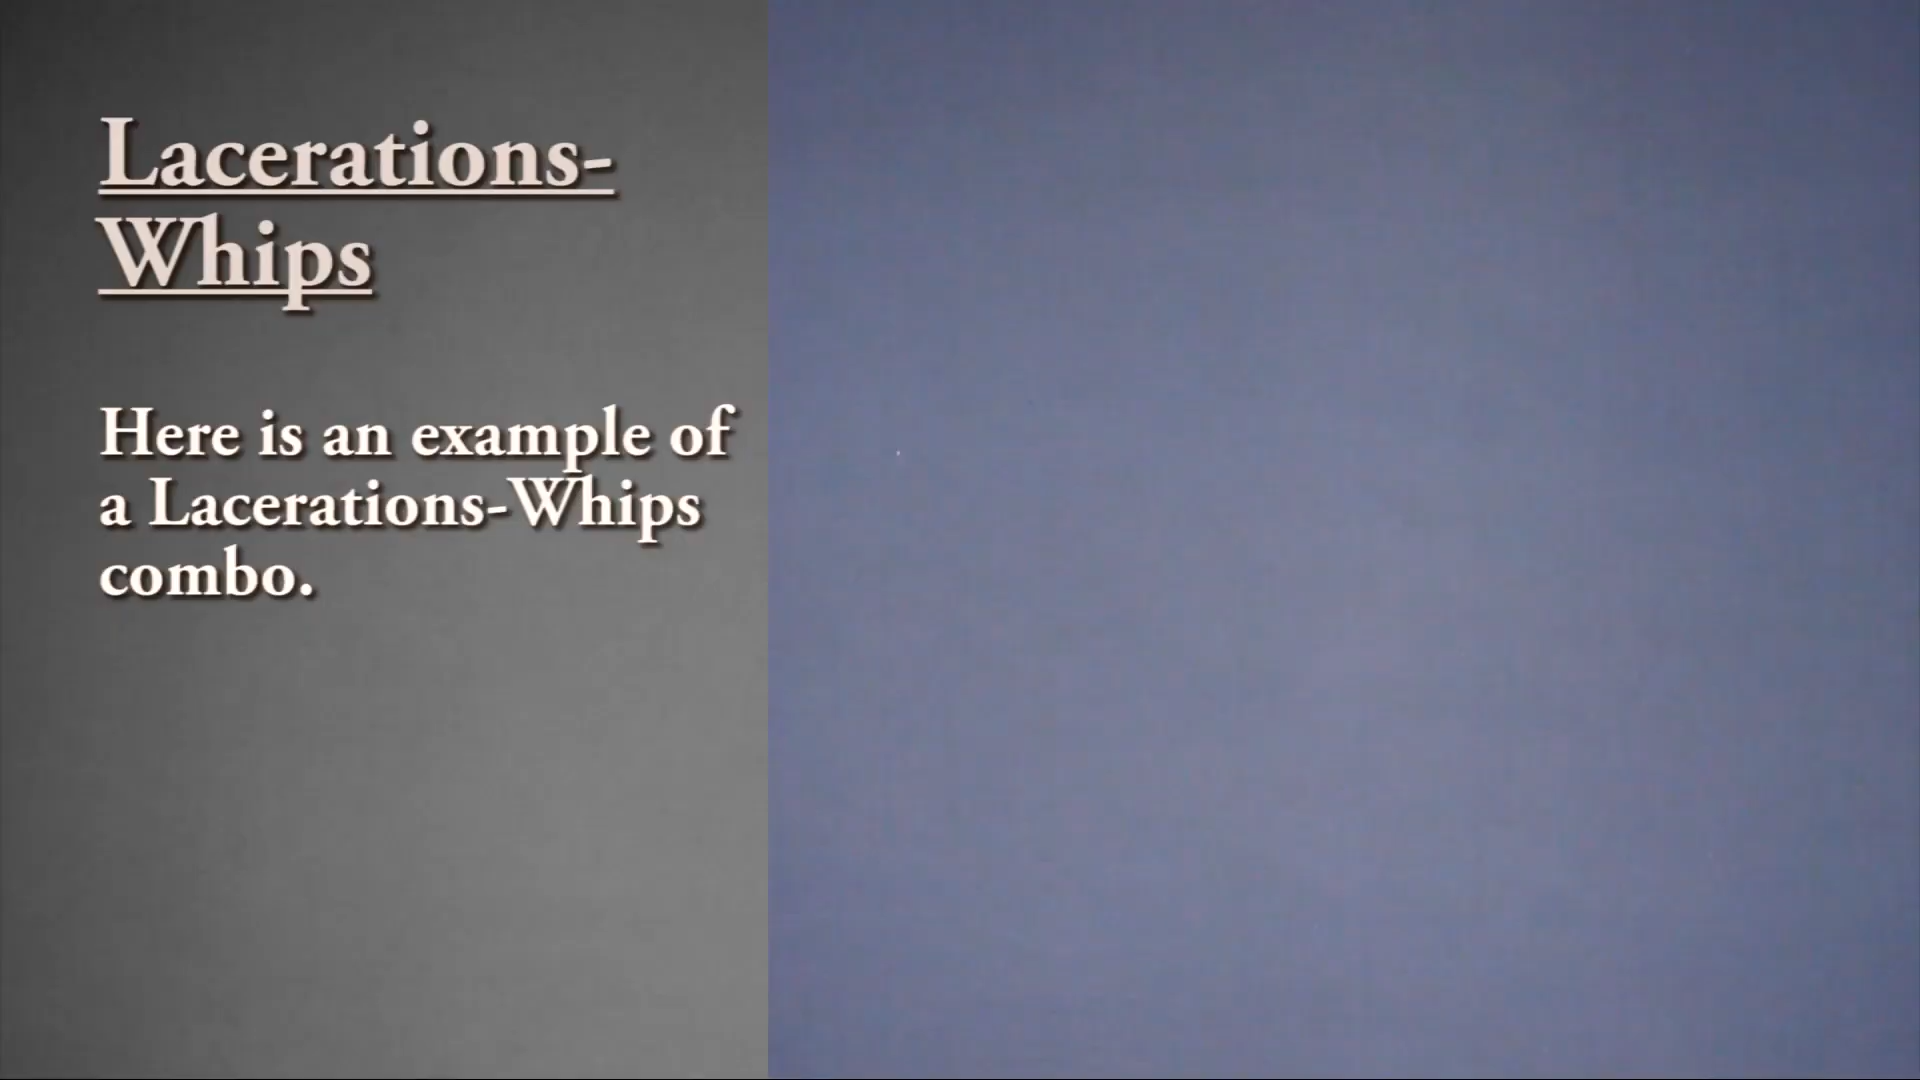 Lacerations-
Whips
Here is an example of
a Lacerations-Whips
combo.